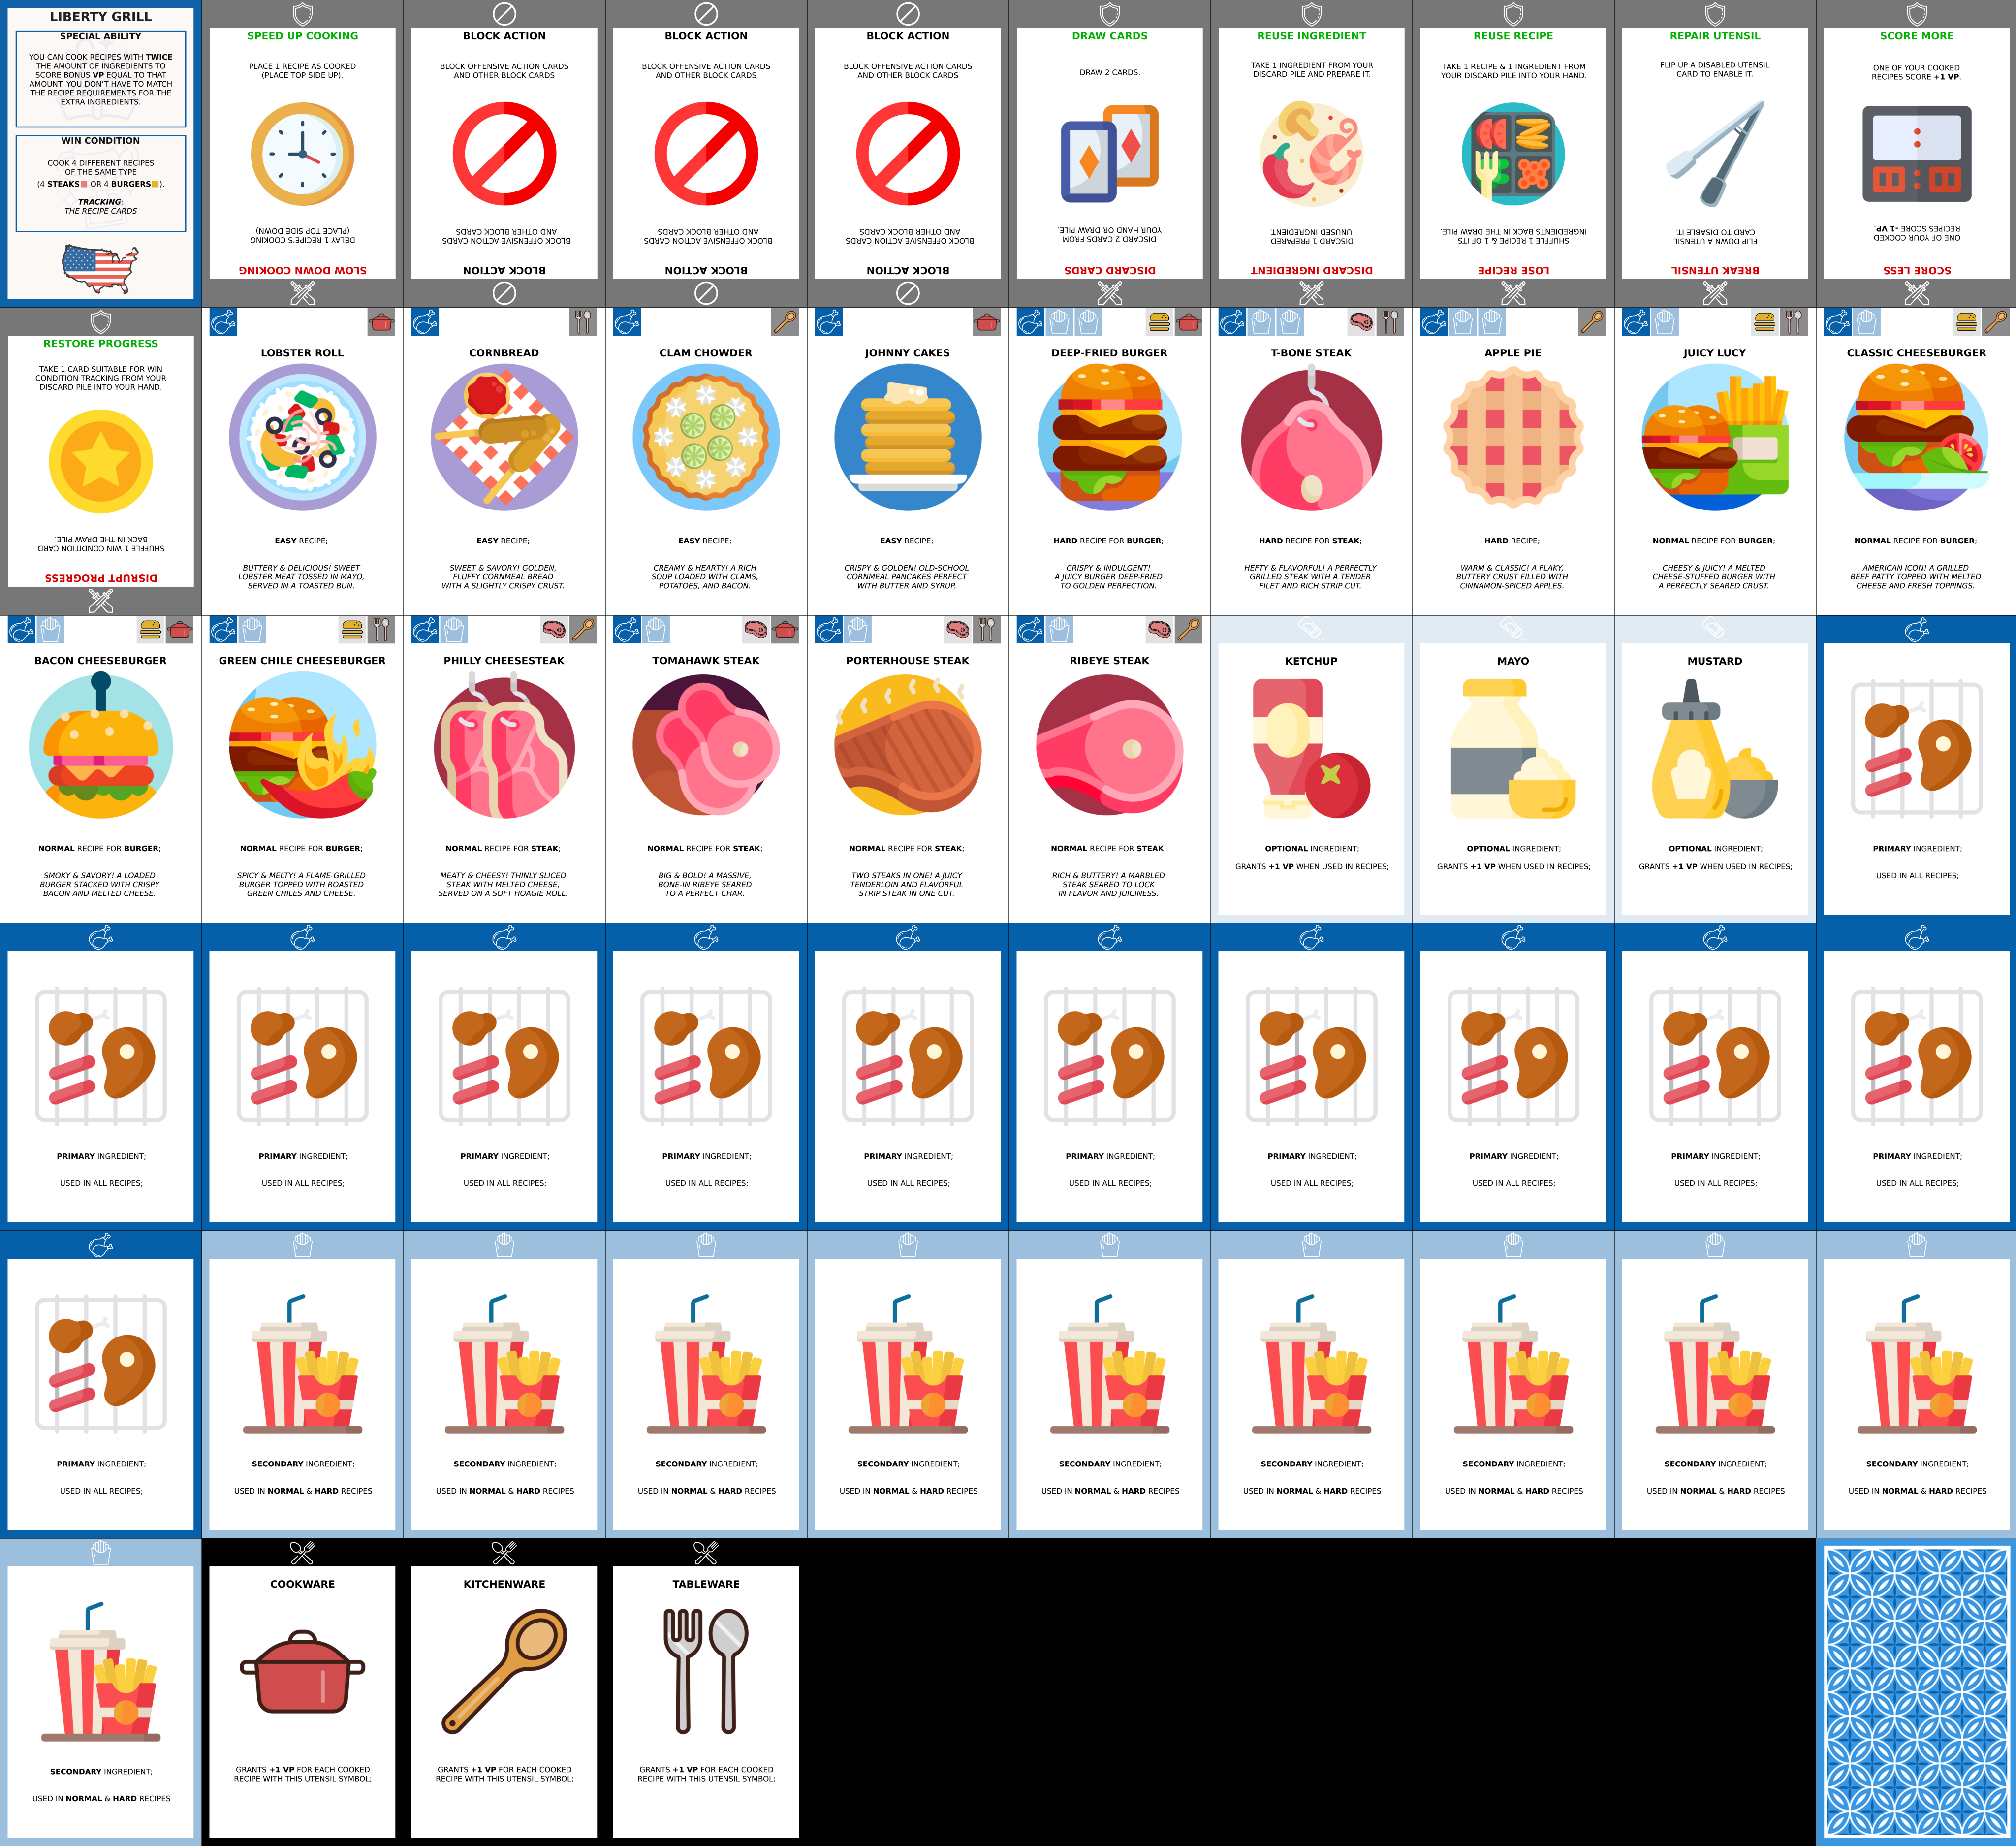 LIBERTY GRILL
SPECIAL ABILITY
YOU CAN COOK RECIPES WITH TWICE
THE AMOUNT OF INGREDIENTS TO
SCORE BONUS VP EQUAL TO THAT
AMOUNT. YOU DON'T HAVE TO MATCH
THE RECIPE REQUIREMENTS FOR THE
EXTRA INGREDIENTS.
WIN CONDITION
COOK 4 DIFFERENT RECIPES
OF THE SAME TYPE
(4 STEAKS OR 4 BURGERS).
TRACKING:
THE RECIPE CARDS
SPEED UP COOKING
PLACE 1 RECIPE AS COOKED
(PLACE TOP SIDE UP).
SLOW DOWN COOKING
DELAY 1 RECIPE'S COOKING
(PLACE TOP SIDE DOWN)
BLOCK ACTION
BLOCK OFFENSIVE ACTION CARDS
AND OTHER BLOCK CARDS
BLOCK ACTION
BLOCK OFFENSIVE ACTION CARDS
AND OTHER BLOCK CARDS
BLOCK ACTION
BLOCK OFFENSIVE ACTION CARDS
AND OTHER BLOCK CARDS
BLOCK ACTION
BLOCK OFFENSIVE ACTION CARDS
AND OTHER BLOCK CARDS
BLOCK ACTION
BLOCK OFFENSIVE ACTION CARDS
AND OTHER BLOCK CARDS
BLOCK ACTION
BLOCK OFFENSIVE ACTION CARDS
AND OTHER BLOCK CARDS
DRAW CARDS
DRAW 2 CARDS.
DISCARD CARDS
DISCARD 2 CARDS FROM
YOUR HAND OR DRAW PILE.
REUSE INGREDIENT
TAKE 1 INGREDIENT FROM YOUR
DISCARD PILE AND PREPARE IT.
DISCARD INGREDIENT
DISCARD 1 PREPARED
UNUSED INGREDIENT.
REUSE RECIPE
TAKE 1 RECIPE & 1 INGREDIENT FROM
YOUR DISCARD PILE INTO YOUR HAND.
LOSE RECIPE
SHUFFLE 1 RECIPE & 1 OF ITS
INGREDIENTS BACK IN THE DRAW PILE.
REPAIR UTENSIL
FLIP UP A DISABLED UTENSIL
CARD TO ENABLE IT.
BREAK UTENSIL
FLIP DOWN A UTENSIL
CARD TO DISABLE IT.
SCORE MORE
ONE OF YOUR COOKED
RECIPES SCORE +1 VP.
SCORE LESS
ONE OF YOUR COOKED
RECIPES SCORE -1 VP.
RESTORE PROGRESS
TAKE 1 CARD SUITABLE FOR WIN
CONDITION TRACKING FROM YOUR
DISCARD PILE INTO YOUR HAND.
DISRUPT PROGRESS
SHUFFLE 1 WIN CONDITION CARD
BACK IN THE DRAW PILE.
LOBSTER ROLL
EASY RECIPE;
BUTTERY & DELICIOUS! SWEET
LOBSTER MEAT TOSSED IN MAYO,
SERVED IN A TOASTED BUN.
CORNBREAD
EASY RECIPE;
SWEET & SAVORY! GOLDEN,
FLUFFY CORNMEAL BREAD
WITH A SLIGHTLY CRISPY CRUST.
CLAM CHOWDER
EASY RECIPE;
CREAMY & HEARTY! A RICH
SOUP LOADED WITH CLAMS,
POTATOES, AND BACON.
JOHNNY CAKES
EASY RECIPE;
CRISPY & GOLDEN! OLD-SCHOOL
CORNMEAL PANCAKES PERFECT
WITH BUTTER AND SYRUP.
DEEP-FRIED BURGER
HARD RECIPE FOR BURGER;
CRISPY & INDULGENT!
A JUICY BURGER DEEP-FRIED
TO GOLDEN PERFECTION.
T-BONE STEAK
HARD RECIPE FOR STEAK;
HEFTY & FLAVORFUL! A PERFECTLY
GRILLED STEAK WITH A TENDER
FILET AND RICH STRIP CUT.
APPLE PIE
HARD RECIPE;
WARM & CLASSIC! A FLAKY,
BUTTERY CRUST FILLED WITH
CINNAMON-SPICED APPLES.
JUICY LUCY
NORMAL RECIPE FOR BURGER;
CHEESY & JUICY! A MELTED
CHEESE-STUFFED BURGER WITH
A PERFECTLY SEARED CRUST.
CLASSIC CHEESEBURGER
NORMAL RECIPE FOR BURGER;
AMERICAN ICON! A GRILLED
BEEF PATTY TOPPED WITH MELTED
CHEESE AND FRESH TOPPINGS.
BACON CHEESEBURGER
NORMAL RECIPE FOR BURGER;
SMOKY & SAVORY! A LOADED
BURGER STACKED WITH CRISPY
BACON AND MELTED CHEESE.
GREEN CHILE CHEESEBURGER
NORMAL RECIPE FOR BURGER;
SPICY & MELTY! A FLAME-GRILLED
BURGER TOPPED WITH ROASTED
GREEN CHILES AND CHEESE.
PHILLY CHEESESTEAK
NORMAL RECIPE FOR STEAK;
MEATY & CHEESY! THINLY SLICED
STEAK WITH MELTED CHEESE,
SERVED ON A SOFT HOAGIE ROLL.
TOMAHAWK STEAK
NORMAL RECIPE FOR STEAK;
BIG & BOLD! A MASSIVE,
BONE-IN RIBEYE SEARED
TO A PERFECT CHAR.
PORTERHOUSE STEAK
NORMAL RECIPE FOR STEAK;
TWO STEAKS IN ONE! A JUICY
TENDERLOIN AND FLAVORFUL
STRIP STEAK IN ONE CUT.
RIBEYE STEAK
NORMAL RECIPE FOR STEAK;
RICH & BUTTERY! A MARBLED
STEAK SEARED TO LOCK
IN FLAVOR AND JUICINESS.
KETCHUP
OPTIONAL INGREDIENT;
GRANTS +1 VP WHEN USED IN RECIPES;
MAYO
OPTIONAL INGREDIENT;
GRANTS +1 VP WHEN USED IN RECIPES;
MUSTARD
OPTIONAL INGREDIENT;
GRANTS +1 VP WHEN USED IN RECIPES;
PRIMARY INGREDIENT;
USED IN ALL RECIPES;
PRIMARY INGREDIENT;
USED IN ALL RECIPES;
PRIMARY INGREDIENT;
USED IN ALL RECIPES;
PRIMARY INGREDIENT;
USED IN ALL RECIPES;
PRIMARY INGREDIENT;
USED IN ALL RECIPES;
PRIMARY INGREDIENT;
USED IN ALL RECIPES;
PRIMARY INGREDIENT;
USED IN ALL RECIPES;
PRIMARY INGREDIENT;
USED IN ALL RECIPES;
PRIMARY INGREDIENT;
USED IN ALL RECIPES;
PRIMARY INGREDIENT;
USED IN ALL RECIPES;
PRIMARY INGREDIENT;
USED IN ALL RECIPES;
PRIMARY INGREDIENT;
USED IN ALL RECIPES;
SECONDARY INGREDIENT;
USED IN NORMAL & HARD RECIPES
SECONDARY INGREDIENT;
USED IN NORMAL & HARD RECIPES
SECONDARY INGREDIENT;
USED IN NORMAL & HARD RECIPES
SECONDARY INGREDIENT;
USED IN NORMAL & HARD RECIPES
SECONDARY INGREDIENT;
USED IN NORMAL & HARD RECIPES
SECONDARY INGREDIENT;
USED IN NORMAL & HARD RECIPES
SECONDARY INGREDIENT;
USED IN NORMAL & HARD RECIPES
SECONDARY INGREDIENT;
USED IN NORMAL & HARD RECIPES
SECONDARY INGREDIENT;
USED IN NORMAL & HARD RECIPES
SECONDARY INGREDIENT;
USED IN NORMAL & HARD RECIPES
COOKWARE
GRANTS +1 VP FOR EACH COOKED
RECIPE WITH THIS UTENSIL SYMBOL;
KITCHENWARE
GRANTS +1 VP FOR EACH COOKED
RECIPE WITH THIS UTENSIL SYMBOL;
TABLEWARE
GRANTS +1 VP FOR EACH COOKED
RECIPE WITH THIS UTENSIL SYMBOL;